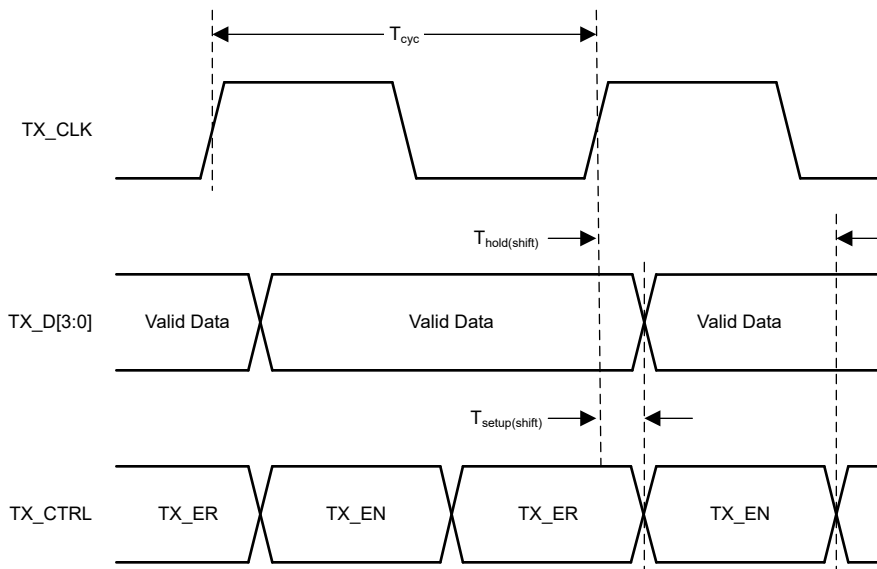 Tcyc
TX_CLK
Thold(shift)
TX_D[3:0]
Valid Data
Valid Data
Valid Data
Tsetup(shift)
TX_CTRL
TX_ER
TX_EN
TX_ER
TX_EN